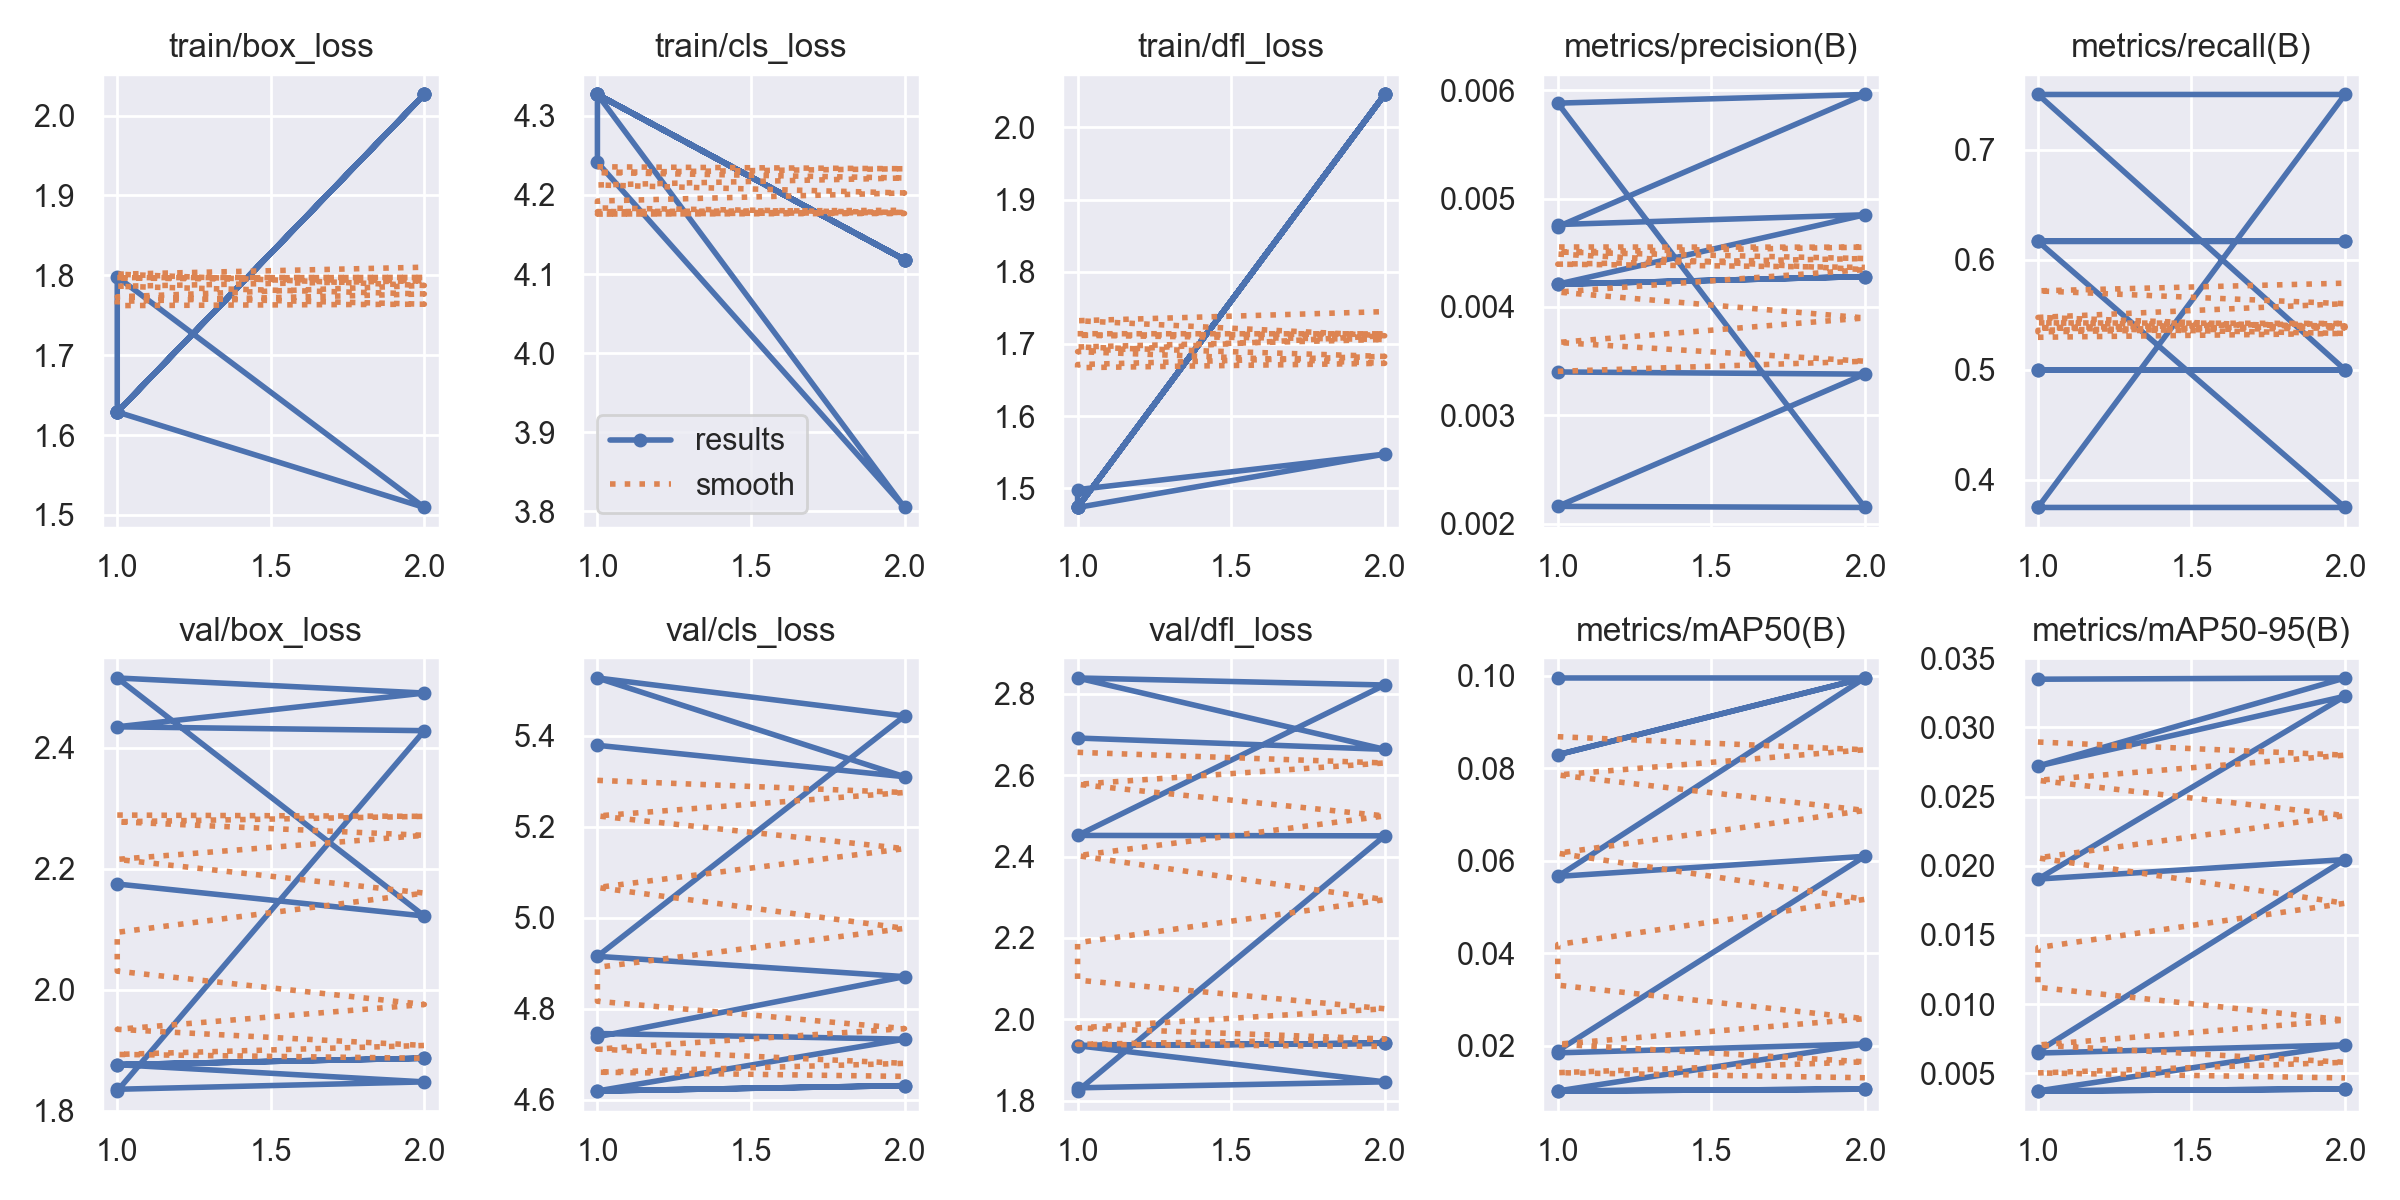 train/box_loss
2.0
1.9
1.8
1.7
1.6
1.5
1.0 1.5 2.0
train/cls_loss
4.3
4.2
4.1
4.0
3.9
3.8
results
smooth
1.0 1.5 2.0
train/dfl_loss
2.0
1.9
1.8
1.7
1.6
1.5
1.0 1.5 2.0
metrics/precision(B)
0.006
0.005
0.004
0.003
0.002
1.0 1.5 2.0
metrics/recall(B)
0.7
0.6
0.5
0.4
1.0 1.5 2.0
val/box_loss
2.4
2.2
2.0
1.8
1.0 1.5 2.0
val/cls_loss
5.4
5.2
5.0
4.8
4.6
1.0 1.5 2.0
val/dfl_loss
2.8
2.6
2.4
2.2
2.0
1.8
1.0 1.5 2.0
metrics/mAP50(B)
0.10
0.08
0.06
0.04
0.02
1.0 1.5 2.0
metrics/mAP50-95(B)
0.035
0.030
0.025
0.020
0.015
0.010
0.005
1.0 1.5 2.0